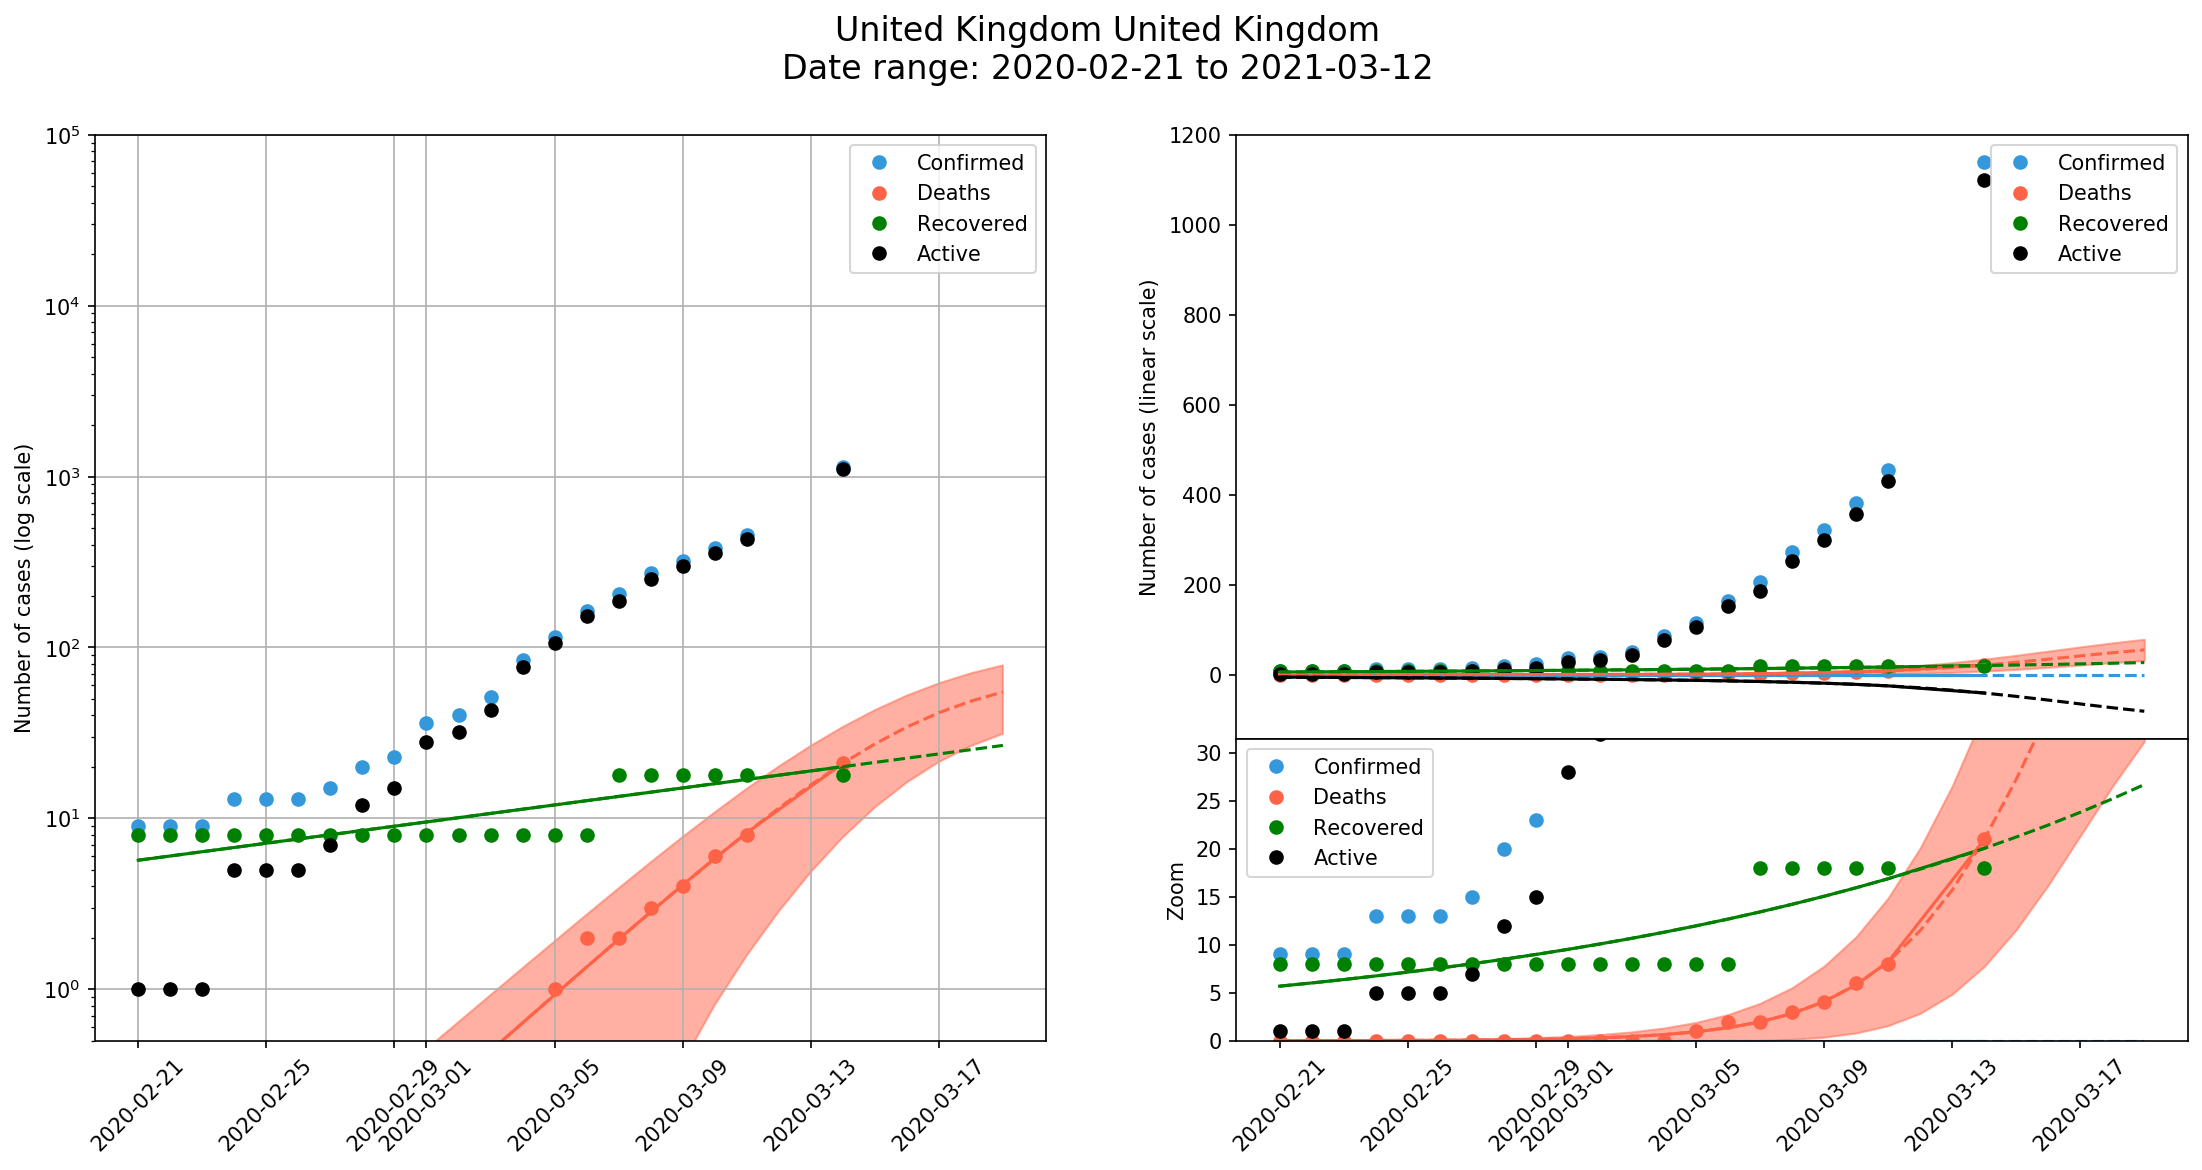 United Kingdom United Kingdom
Date range: 2020-02-21 to 2021-03-12
Number of cases (log scale)
10^5
10^4
10^3
10^2
10^1
10^0
Confirmed
Deaths
Recovered
Active
2020-02-21
2020-02-25
2020-02-29
2020-03-01
2020-03-05
2020-03-09
2020-03-13
2020-03-17
Number of cases (linear scale)
1200
1000
800
600
400
200
0
Confirmed
Deaths
Recovered
Active
Zoom
30
25
20
15
10
5
0
Confirmed
Deaths
Recovered
Active
2020-02-21
2020-02-25
2020-02-29
2020-03-01
2020-03-05
2020-03-09
2020-03-13
2020-03-17